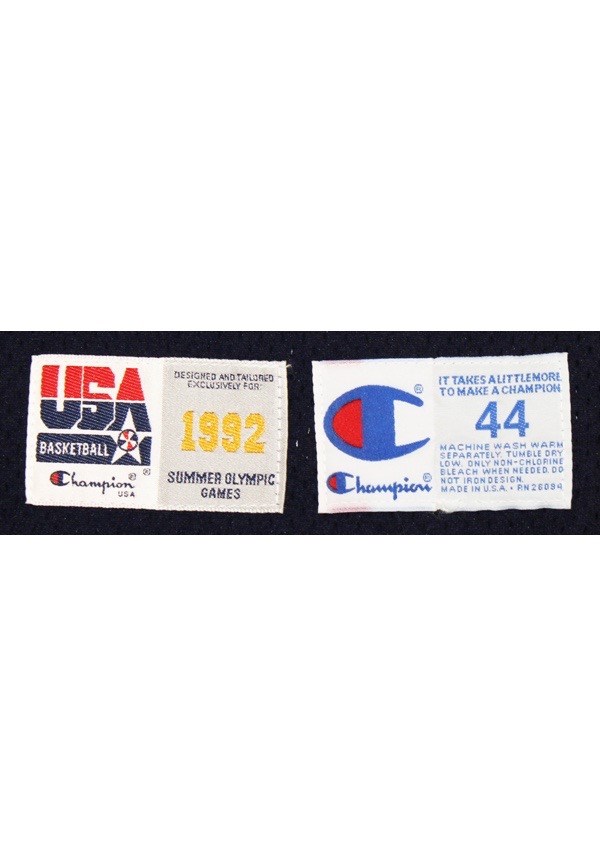 USA
BASKETBALL
®
Champion®
USA
DESIGNED AND TAILORED
EXCLUSIVELY FOR:
1992
SUMMER OLYMPIC
GAMES
®
Champion
IT TAKES A LITTLE MORE
TO MAKE A CHAMPION
44
MACHINE WASH WARM
SEPARATELY. TUMBLE DRY
LOW. ONLY NON-CHLORINE
BLEACH WHEN NEEDED. DO
NOT IRON DESIGN.
MADE IN U.S.A. • RN26094